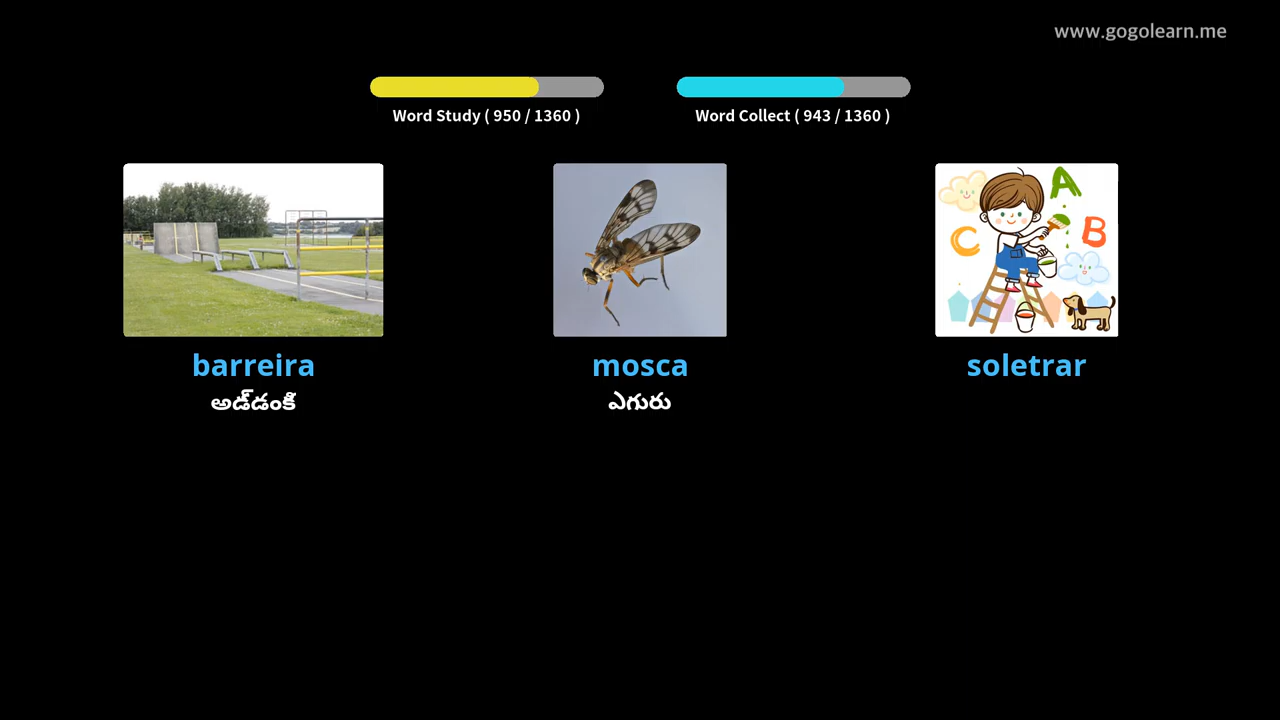 www.gogolearn.me
Word Study ( 950 / 1360 )
Word Collect ( 943 / 1360 )
A
B
C
barreira
mosca
soletrar
అడ్డంకి
ఎగురు